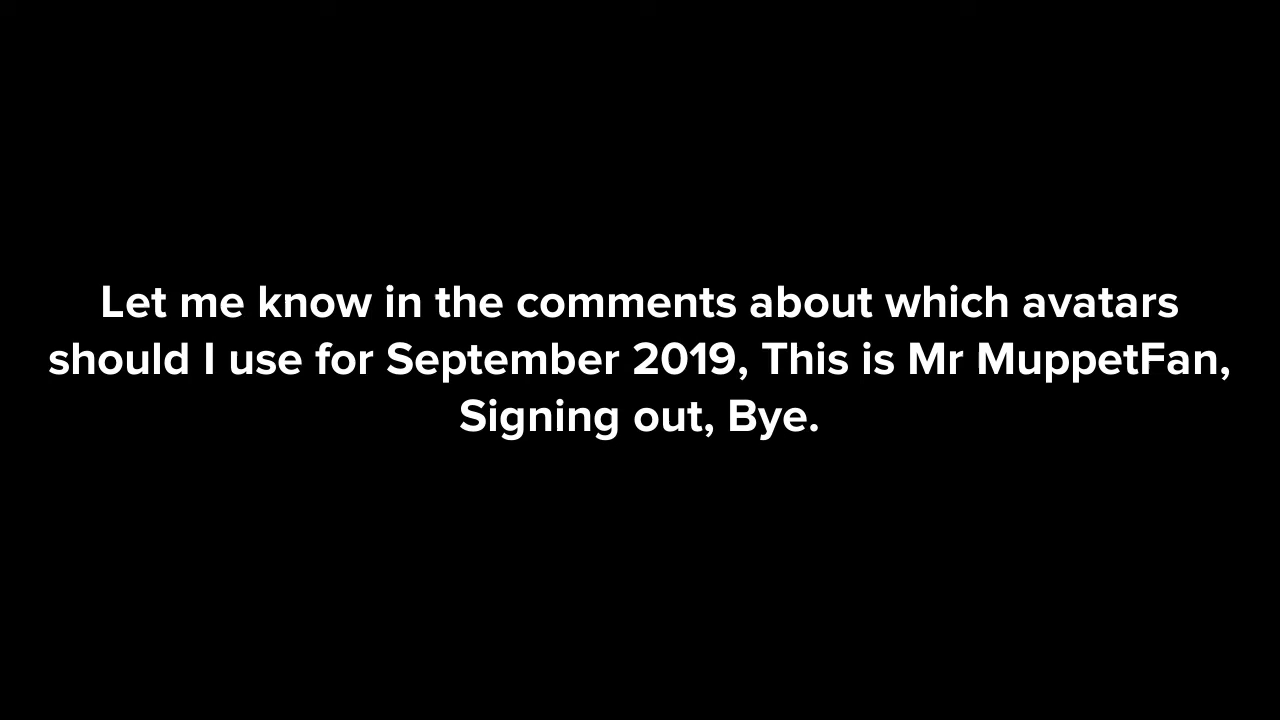 Let me know in the comments about which avatars
should I use for September 2019, This is Mr MuppetFan,
Signing out, Bye.